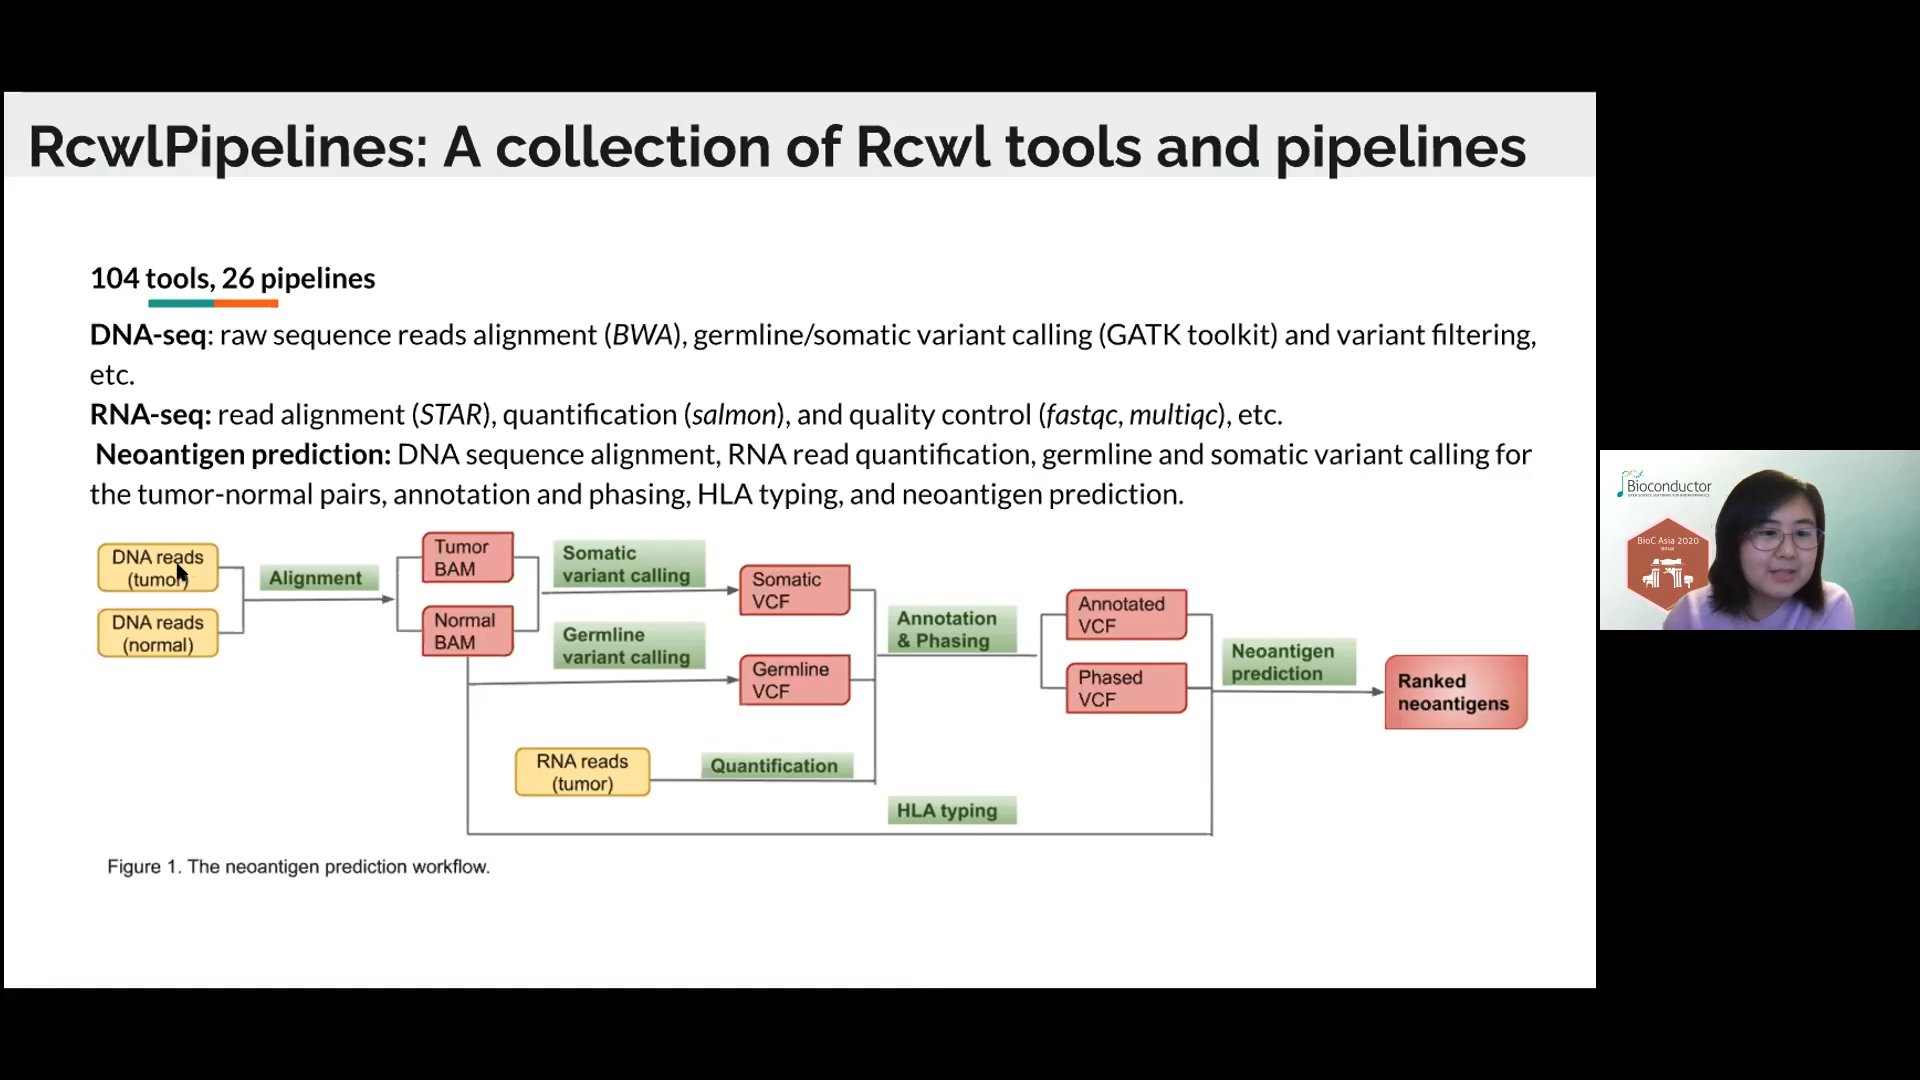 RcwlPipelines: A collection of Rcwl tools and pipelines
104 tools, 26 pipelines
DNA-seq: raw sequence reads alignment (BWA), germline/somatic variant calling (GATK toolkit) and variant filtering,
etc.
RNA-seq: read alignment (STAR), quantification (salmon), and quality control (fastqc, multiqc), etc.
Neoantigen prediction: DNA sequence alignment, RNA read quantification, germline and somatic variant calling for
the tumor-normal pairs, annotation and phasing, HLA typing, and neoantigen prediction.
DNA reads
(tumor)
DNA reads
(normal)
Alignment
Tumor
BAM
Normal
BAM
Somatic
variant calling
Germline
variant calling
Somatic
VCF
Germline
VCF
RNA reads
(tumor)
Quantification
Annotation
& Phasing
HLA typing
Annotated
VCF
Phased
VCF
Neoantigen
prediction
Ranked
neoantigens
Figure 1. The neoantigen prediction workflow.
Bioconductor
OPEN SOURCE SOFTWARE FOR BIOINFORMATICS
BioC Asia 2020
Virtual